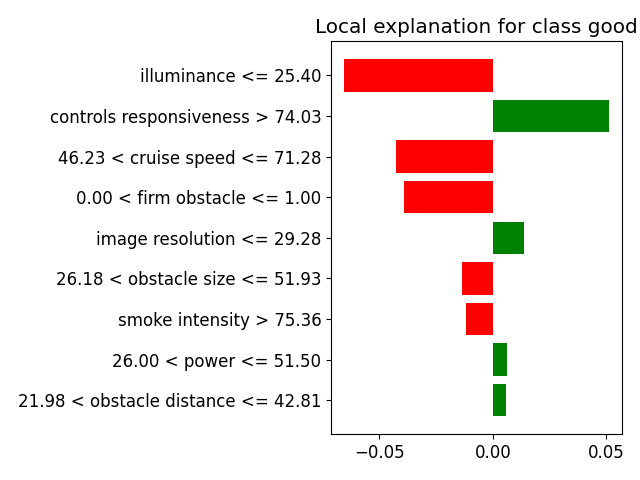 Local explanation for class good
illuminance <= 25.40
controls responsiveness > 74.03
46.23 < cruise speed <= 71.28
0.00 < firm obstacle <= 1.00
image resolution <= 29.28
26.18 < obstacle size <= 51.93
smoke intensity > 75.36
26.00 < power <= 51.50
21.98 < obstacle distance <= 42.81
−0.05 0.00 0.05